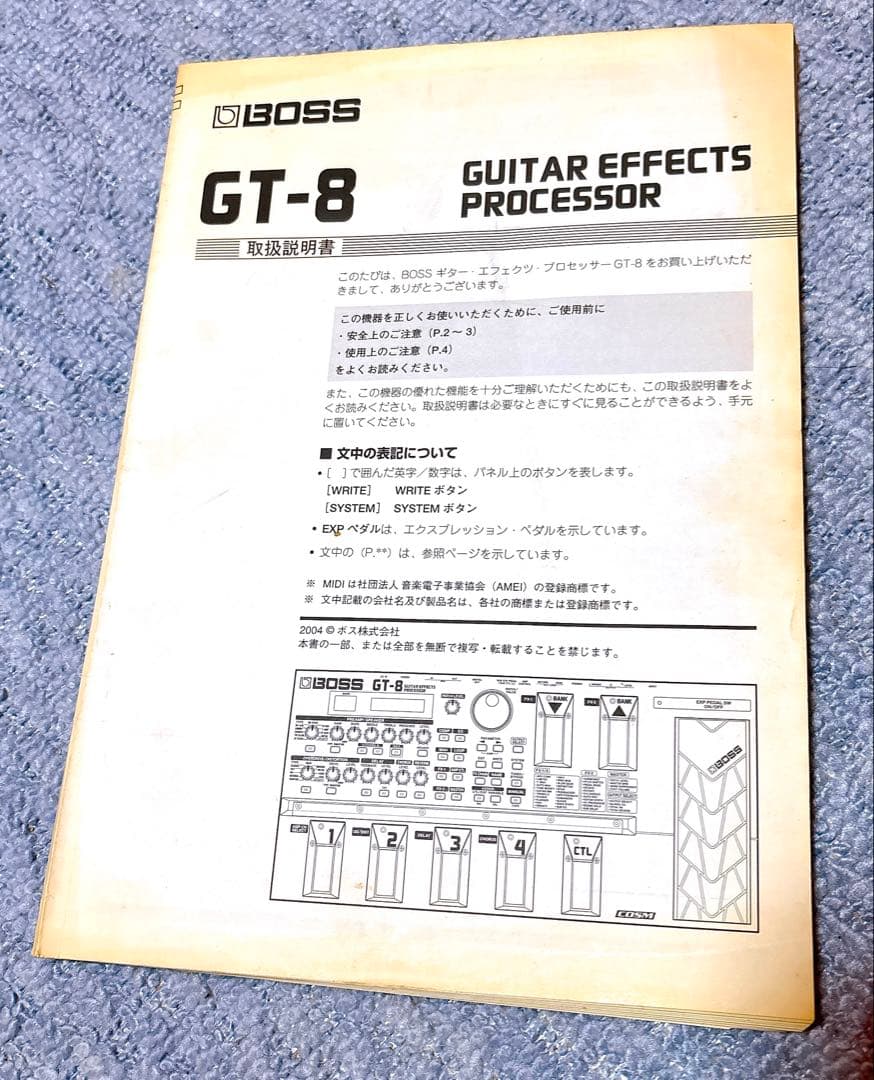 BOSS
GT-8
GUITAR EFFECTS
PROCESSOR
取扱説明書
このたびは、BOSS ギター・エフェクツ・プロセッサー GT-8 をお買い上げいただ
きまして、ありがとうございます。
この機器を正しくお使いいただくために、ご使用前に
・安全上のご注意（P.2～3）
・使用上のご注意（P.4）
をよくお読みください。
また、この機器の優れた機能を十分ご理解いただくためにも、この取扱説明書をよ
くお読みください。取扱説明書は必要なときにすぐに見ることができるよう、手元
に置いてください。
■ 文中の表記について
• [ ] で囲んだ英字／数字は、パネル上のボタンを表します。
[WRITE] WRITE ボタン
[SYSTEM] SYSTEM ボタン
• EXP ペダルは、エクスプレッション・ペダルを示しています。
• 文中の（P.**）は、参照ページを示しています。
※ MIDI は社団法人 音楽電子事業協会（AMEI）の登録商標です。
※ 文中記載の会社名及び製品名は、各社の商標または登録商標です。
2004 © ボス株式会社
本書の一部、または全部を無断で複写・転載することを禁じます。
BOSS GT-8 GUITAR EFFECTS
PROCESSOR
BANK
BANK
EXP PEDAL SW
ON/OFF
BOSS
1
2
DELAY
3
CHORUS
4
CTL
COSM